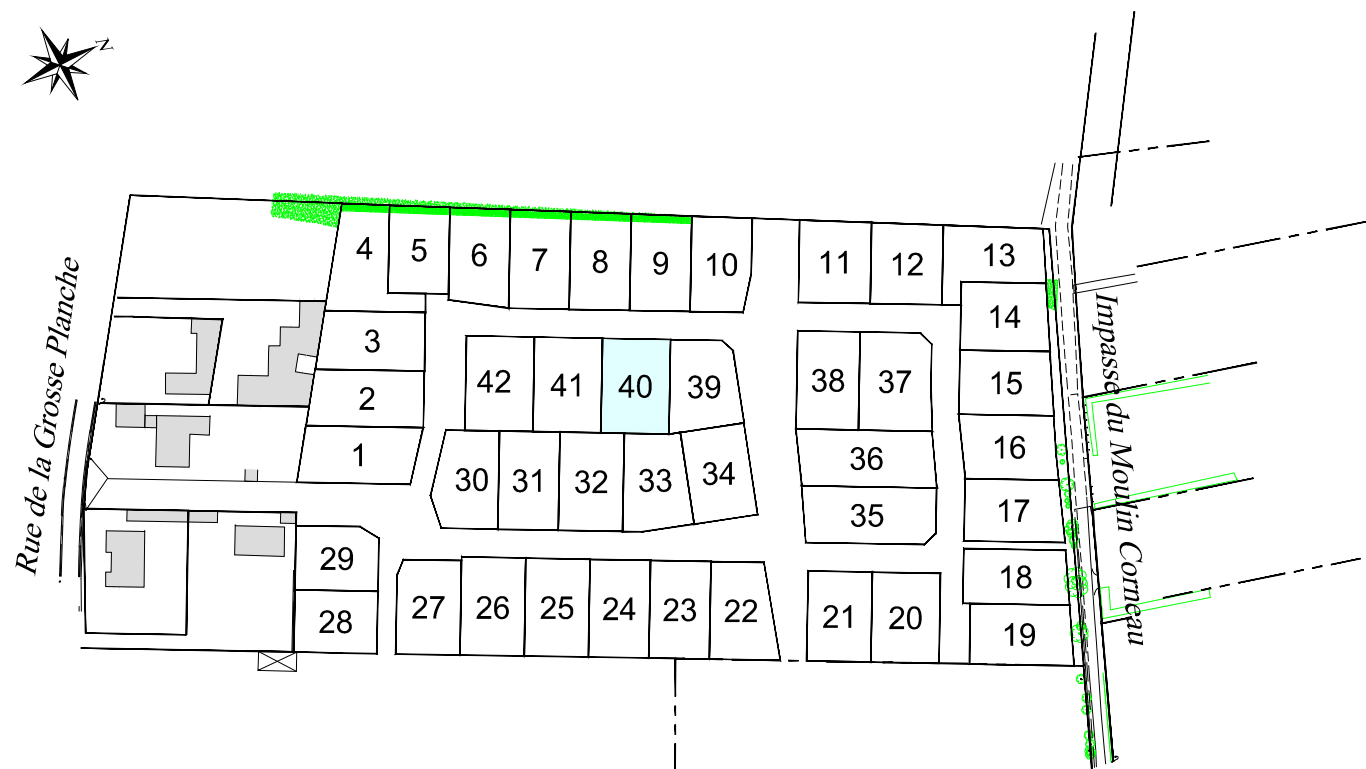 N
4 5 6 7 8 9 10 11 12 13
3 14
42 41 40 39 38 37 15
2
1 36 16
30 31 32 33 34
35 17
29 18
28 27 26 25 24 23 22 21 20 19
Rue de la Grosse Planche
Impasse du Moulin Corneau